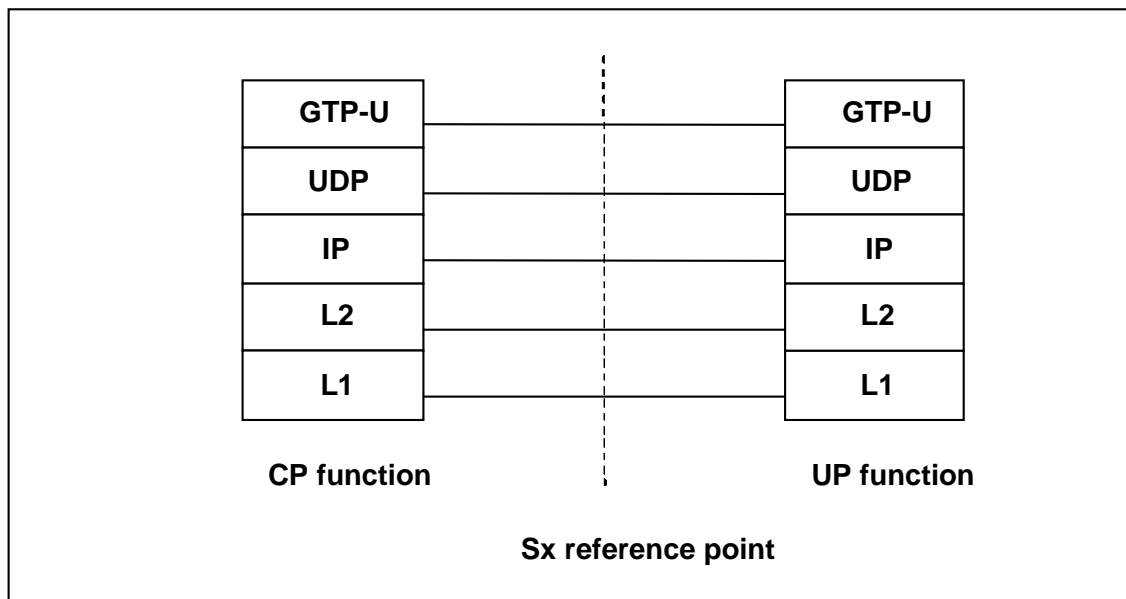 GTP-U GTP-U
UDP UDP
IP IP
L2 L2
L1 L1
CP function UP function
Sx reference point